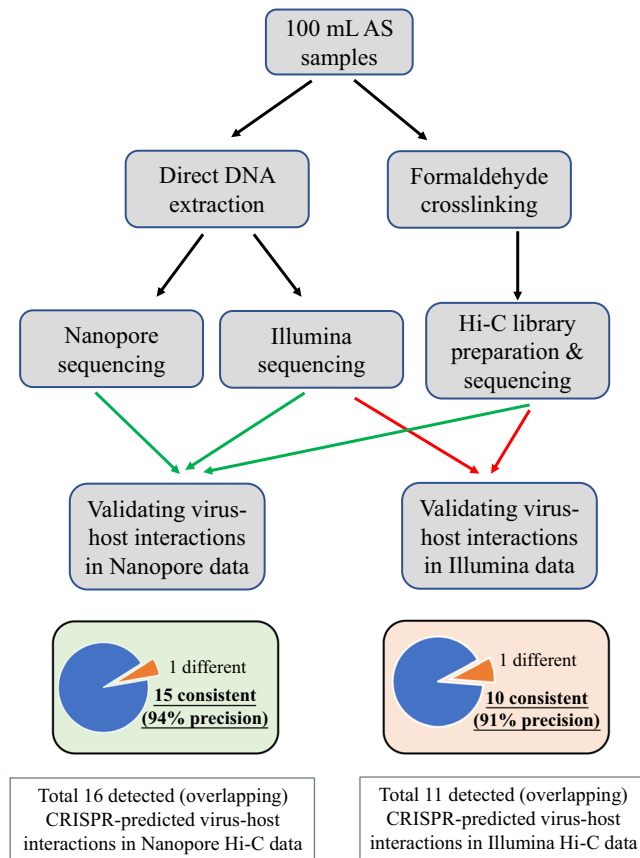 100 mL AS
samples
Direct DNA
extraction
Formaldehyde
crosslinking
Nanopore
sequencing
Illumina
sequencing
Hi-C library
preparation &
sequencing
Validating virus-
host interactions
in Nanopore data
Validating virus-
host interactions
in Illumina data
1 different
15 consistent
(94% precision)
1 different
10 consistent
(91% precision)
Total 16 detected (overlapping)
CRISPR-predicted virus-host
interactions in Nanopore Hi-C data
Total 11 detected (overlapping)
CRISPR-predicted virus-host
interactions in Illumina Hi-C data